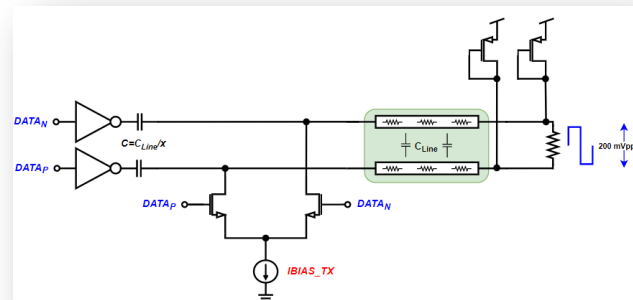 DATAN
C=CLine/x
DATAP
CLine
200 mVpp
DATAP
DATAN
IBIAS_TX